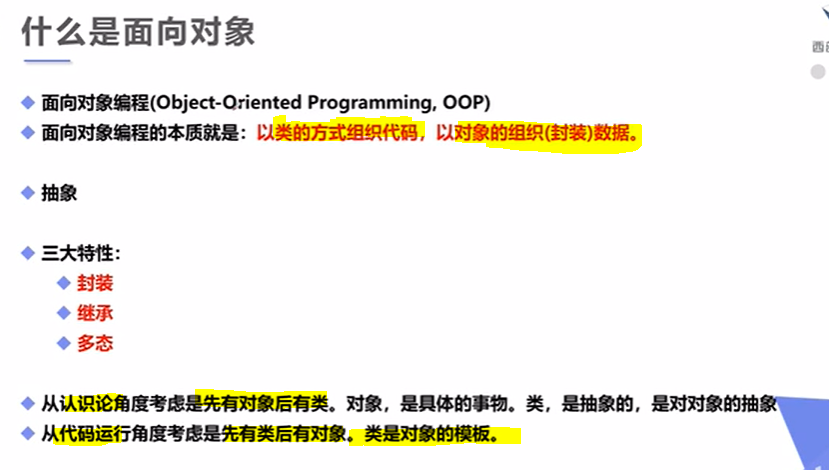 什么是面向对象
西
面向对象编程(Object-Oriented Programming, OOP)
面向对象编程的本质就是：以类的方式组织代码，以对象的组织(封装)数据。
抽象
三大特性：
封装
继承
多态
从认识论角度考虑是先有对象后有类。对象，是具体的事物。类，是抽象的，是对对象的抽象
从代码运行角度考虑是先有类后有对象。类是对象的模板。